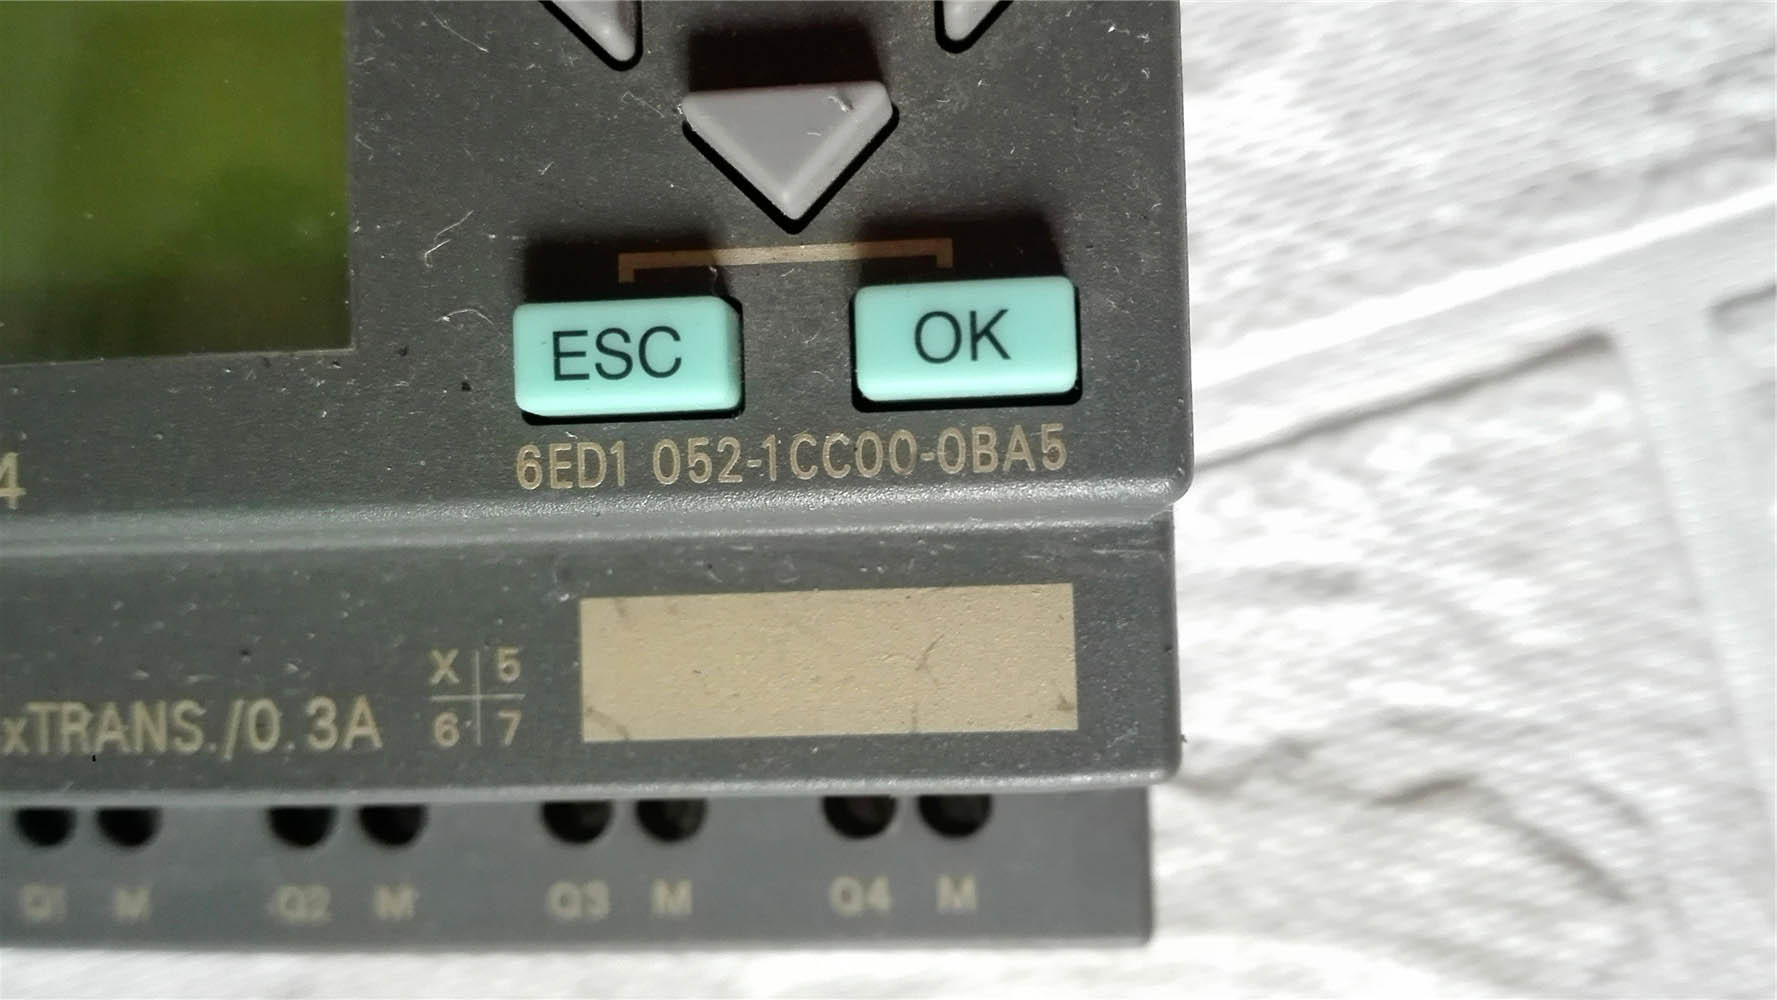 ESC OK
4 6ED1 052-1CC00-0BA5
X 5
xTRANS./0.3A 6 7
Q1 M Q2 M Q3 M Q4 M